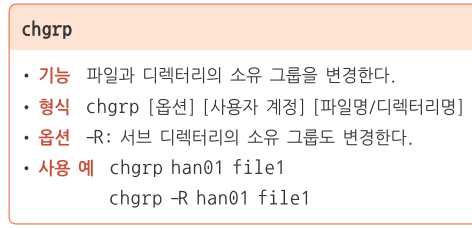 chgrp
• 기능 파일과 디렉터리의 소유 그룹을 변경한다.
• 형식 chgrp [옵션] [사용자 계정] [파일명/디렉터리명]
• 옵션 -R: 서브 디렉터리의 소유 그룹도 변경한다.
• 사용 예 chgrp han01 file1
chgrp -R han01 file1